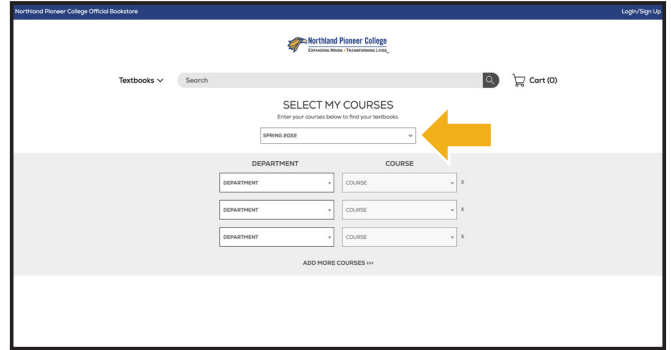 Northland Pioneer College Official Bookstore
Login/Sign Up
Northland Pioneer College
EXPANDING MINDS • TRANSFORMING LIVES
Textbooks
Search
Cart (0)
SELECT MY COURSES
Enter your courses below to find your textbooks.
SPRING 2022
DEPARTMENT COURSE
DEPARTMENT COURSE X
DEPARTMENT COURSE X
DEPARTMENT COURSE X
ADD MORE COURSES >>>